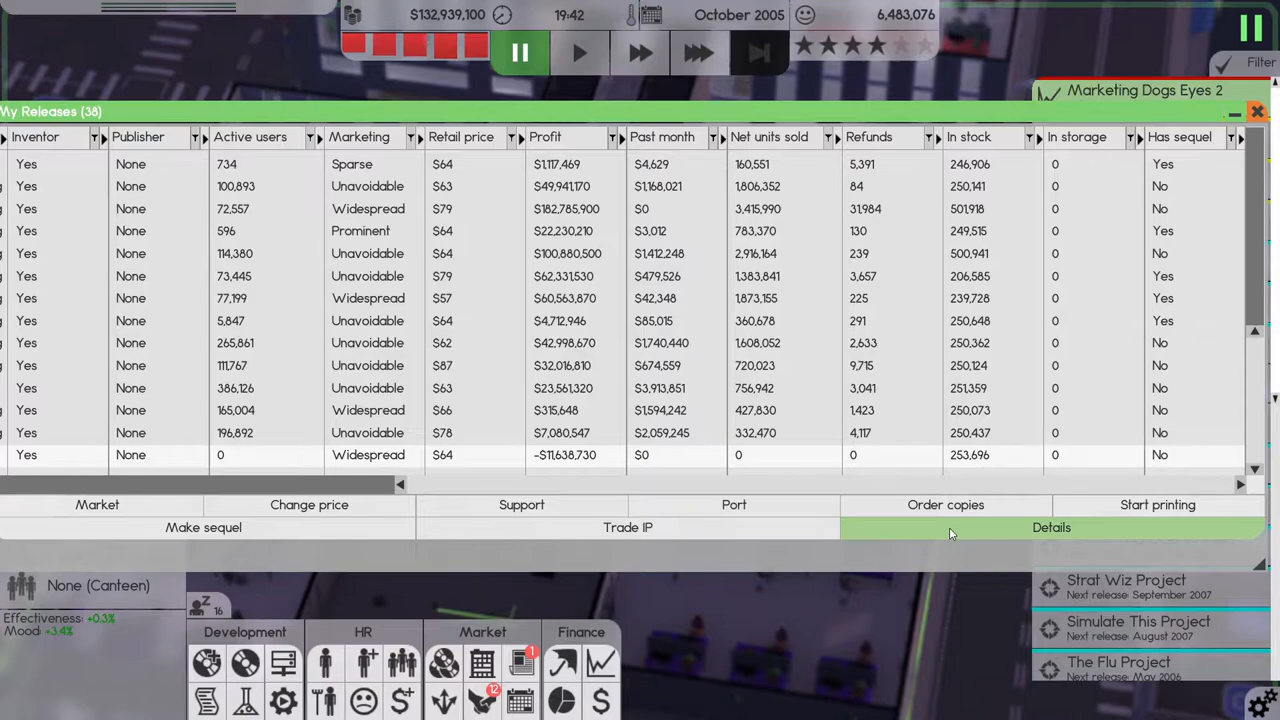 $132,939,100 19:42 October 2005 6,483,076
Filter
Marketing Dogs Eyes 2
My Releases (38)
Inventor Publisher Active users Marketing Retail price Profit Past month Net units sold Refunds In stock In storage Has sequel
Yes None 734 Sparse $64 $1,117,469 $4,629 160,551 5,391 246,906 0 Yes
Yes None 100,893 Unavoidable $63 $49,941,170 $1,168,021 1,806,352 84 250,141 0 No
Yes None 72,557 Widespread $79 $182,785,900 $0 3,415,990 31,984 501,918 0 No
Yes None 596 Prominent $64 $22,230,210 $3,012 783,370 130 249,515 0 Yes
Yes None 114,380 Unavoidable $64 $100,880,500 $1,412,248 2,916,164 239 500,941 0 No
Yes None 73,445 Unavoidable $79 $62,331,530 $479,526 1,383,841 3,657 206,585 0 Yes
Yes None 77,199 Widespread $57 $60,563,870 $42,348 1,873,155 225 239,728 0 Yes
Yes None 5,847 Unavoidable $64 $4,712,946 $85,015 360,678 291 250,648 0 Yes
Yes None 265,861 Unavoidable $62 $42,998,670 $1,740,440 1,608,052 2,633 250,362 0 No
Yes None 111,767 Unavoidable $87 $32,016,810 $674,559 720,023 9,715 250,124 0 No
Yes None 386,126 Unavoidable $63 $23,561,320 $3,913,851 756,942 3,041 251,359 0 No
Yes None 165,004 Widespread $66 $315,648 $1,594,242 427,830 1,423 250,073 0 No
Yes None 196,892 Unavoidable $78 $7,080,547 $2,059,245 332,470 4,117 250,437 0 No
Yes None 0 Widespread $64 -$11,638,730 $0 0 0 253,696 0 No
Market Change price Support Port Order copies Start printing
Make sequel Trade IP Details
None (Canteen)
Effectiveness: +0.3%
Mood: +3.4%
Z 16
Development HR Market Finance
1
12
Strat Wiz Project
Next release: September 2007
Simulate This Project
Next release: August 2007
The Flu Project
Next release: May 2006